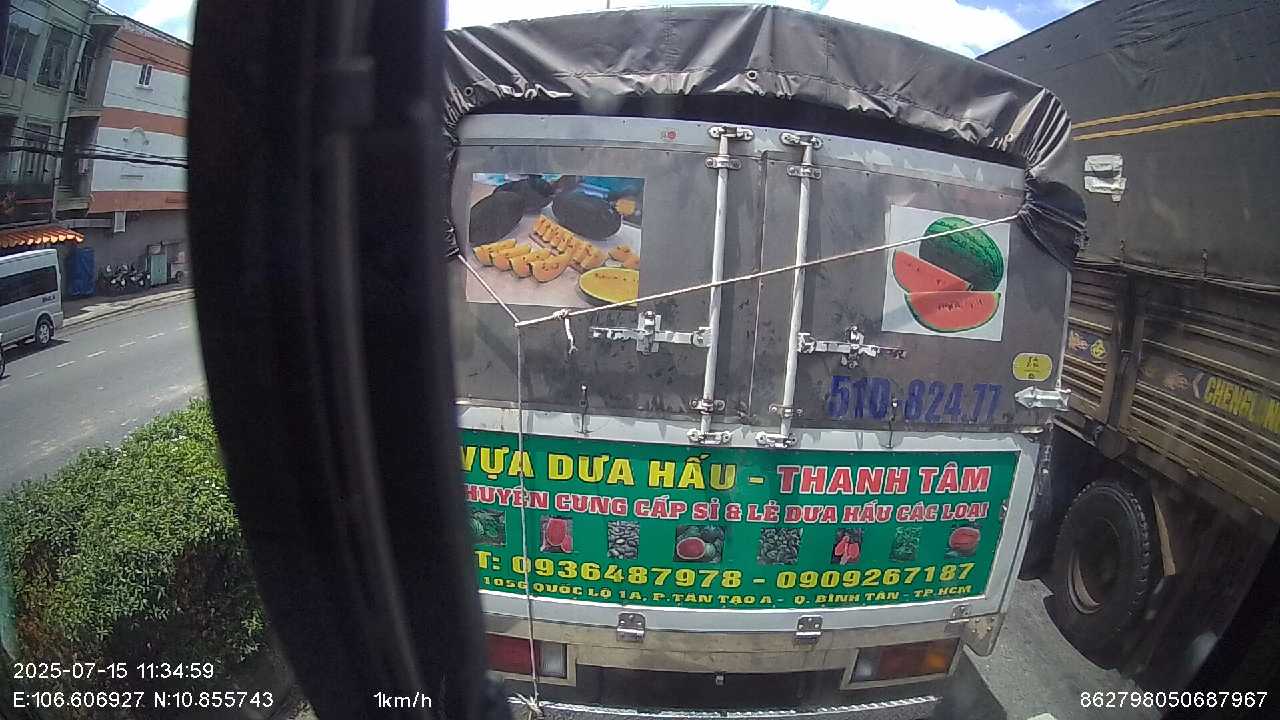 51D-824.77
VỰA DƯA HẤU - THANH TÂM
HUYÊN CUNG CẤP SỈ & LẺ DƯA HẤU CÁC LOẠI
T: 0936487978 - 0909267187
105G QUỐC LỘ 1A, P. TÂN TẠO A - Q. BÌNH TÂN - TP.HCM
CHENGL
2025-07-15 11:34:59
E:106.606927 N:10.855743
1km/h
862798050687967